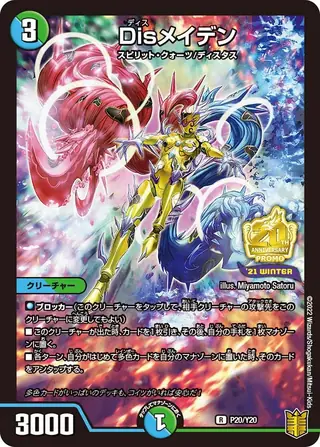 3
ディス
Disメイデン
スピリット・クォーツ/ディスタス
20TH
ANNIVERSARY
PROMO
'21 WINTER
illus. Miyamoto Satoru
クリーチャー
ブロッカー(このクリーチャーをタップして、相手クリーチャーの攻撃先をこの
クリーチャーに変更してもよい)
■このクリーチャーが出た時、カードを1枚引き、その後、自分の手札を1枚マナゾー
ンに置く。
■各ターン、自分がはじめて多色カードを自分のマナゾーンに置いた時、そのカード
をアンタップする。
多色カードがいっぱいのデッキも、コイツがいれば安心だ!
3000
1
R
P20/Y20
©2022 Wizards/Shogakukan/Mitsui-Kids